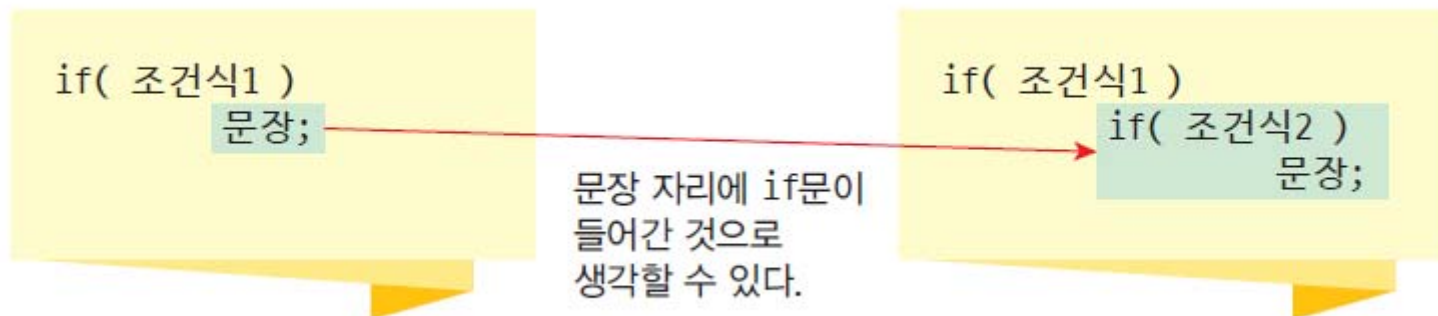 if( 조건식1 )
문장;
문장 자리에 if문이
들어간 것으로
생각할 수 있다.
if( 조건식1 )
if( 조건식2 )
문장;